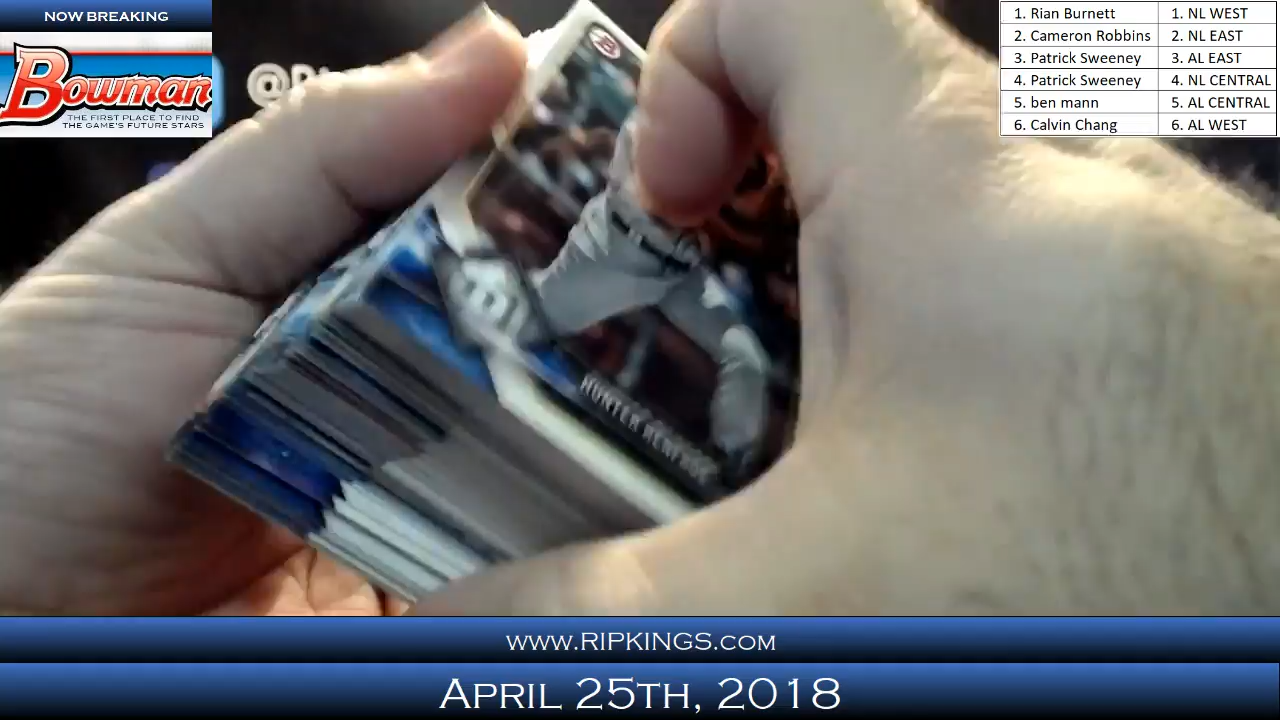 NOW BREAKING
Bowman
THE FIRST PLACE TO FIND
THE GAME'S FUTURE STARS
1. Rian Burnett 1. NL WEST
2. Cameron Robbins 2. NL EAST
3. Patrick Sweeney 3. AL EAST
4. Patrick Sweeney 4. NL CENTRAL
5. ben mann 5. AL CENTRAL
6. Calvin Chang 6. AL WEST
HUNTER RENFROE
WWW.RIPKINGS.COM
APRIL 25TH, 2018